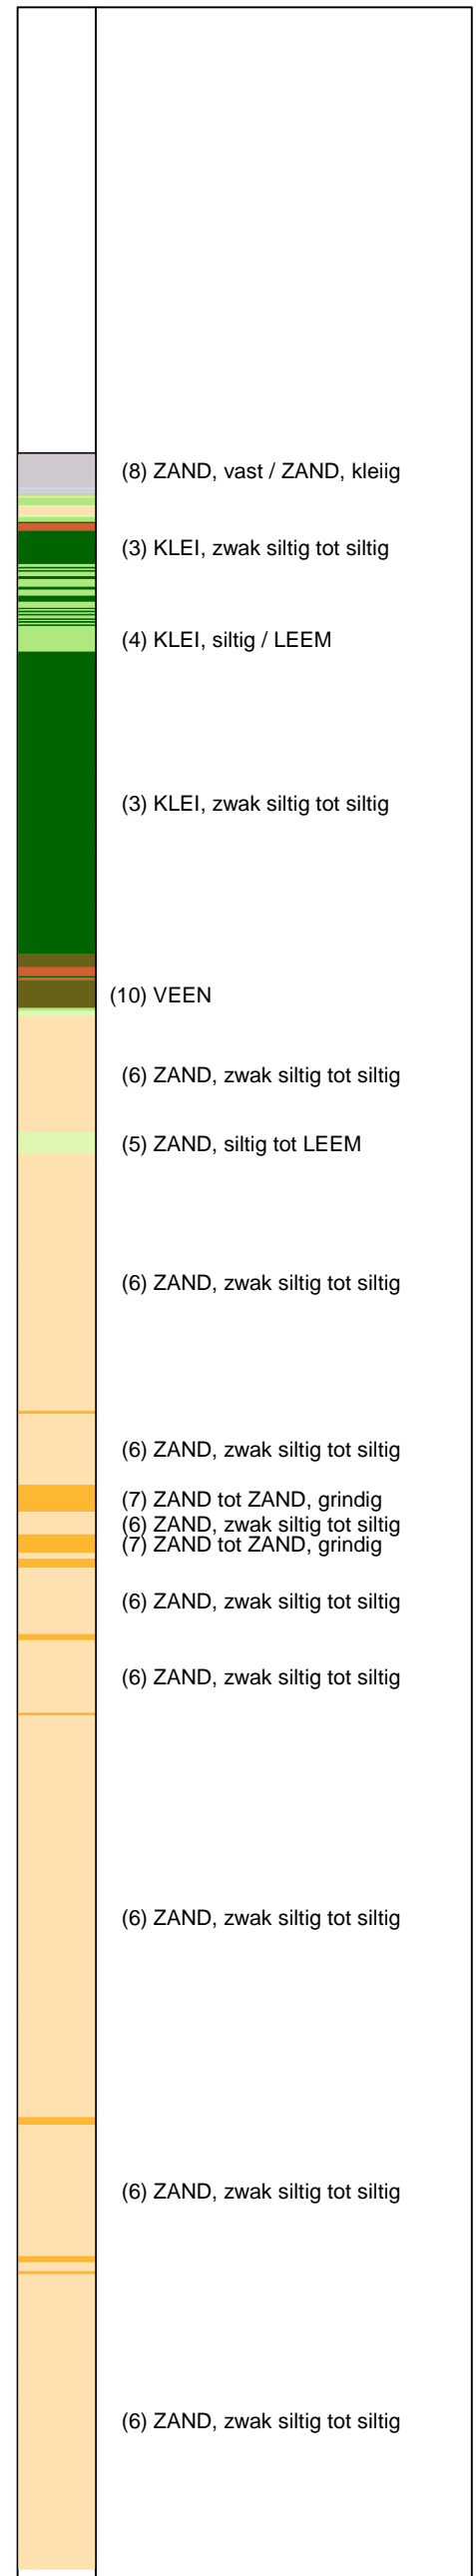 (8) ZAND, vast / ZAND, kleiig
(3) KLEI, zwak siltig tot siltig
(4) KLEI, siltig / LEEM
(3) KLEI, zwak siltig tot siltig
(10) VEEN
(6) ZAND, zwak siltig tot siltig
(5) ZAND, siltig tot LEEM
(6) ZAND, zwak siltig tot siltig
(6) ZAND, zwak siltig tot siltig
(7) ZAND tot ZAND, grindig
(6) ZAND, zwak siltig tot siltig
(7) ZAND tot ZAND, grindig
(6) ZAND, zwak siltig tot siltig
(6) ZAND, zwak siltig tot siltig
(6) ZAND, zwak siltig tot siltig
(6) ZAND, zwak siltig tot siltig
(6) ZAND, zwak siltig tot siltig